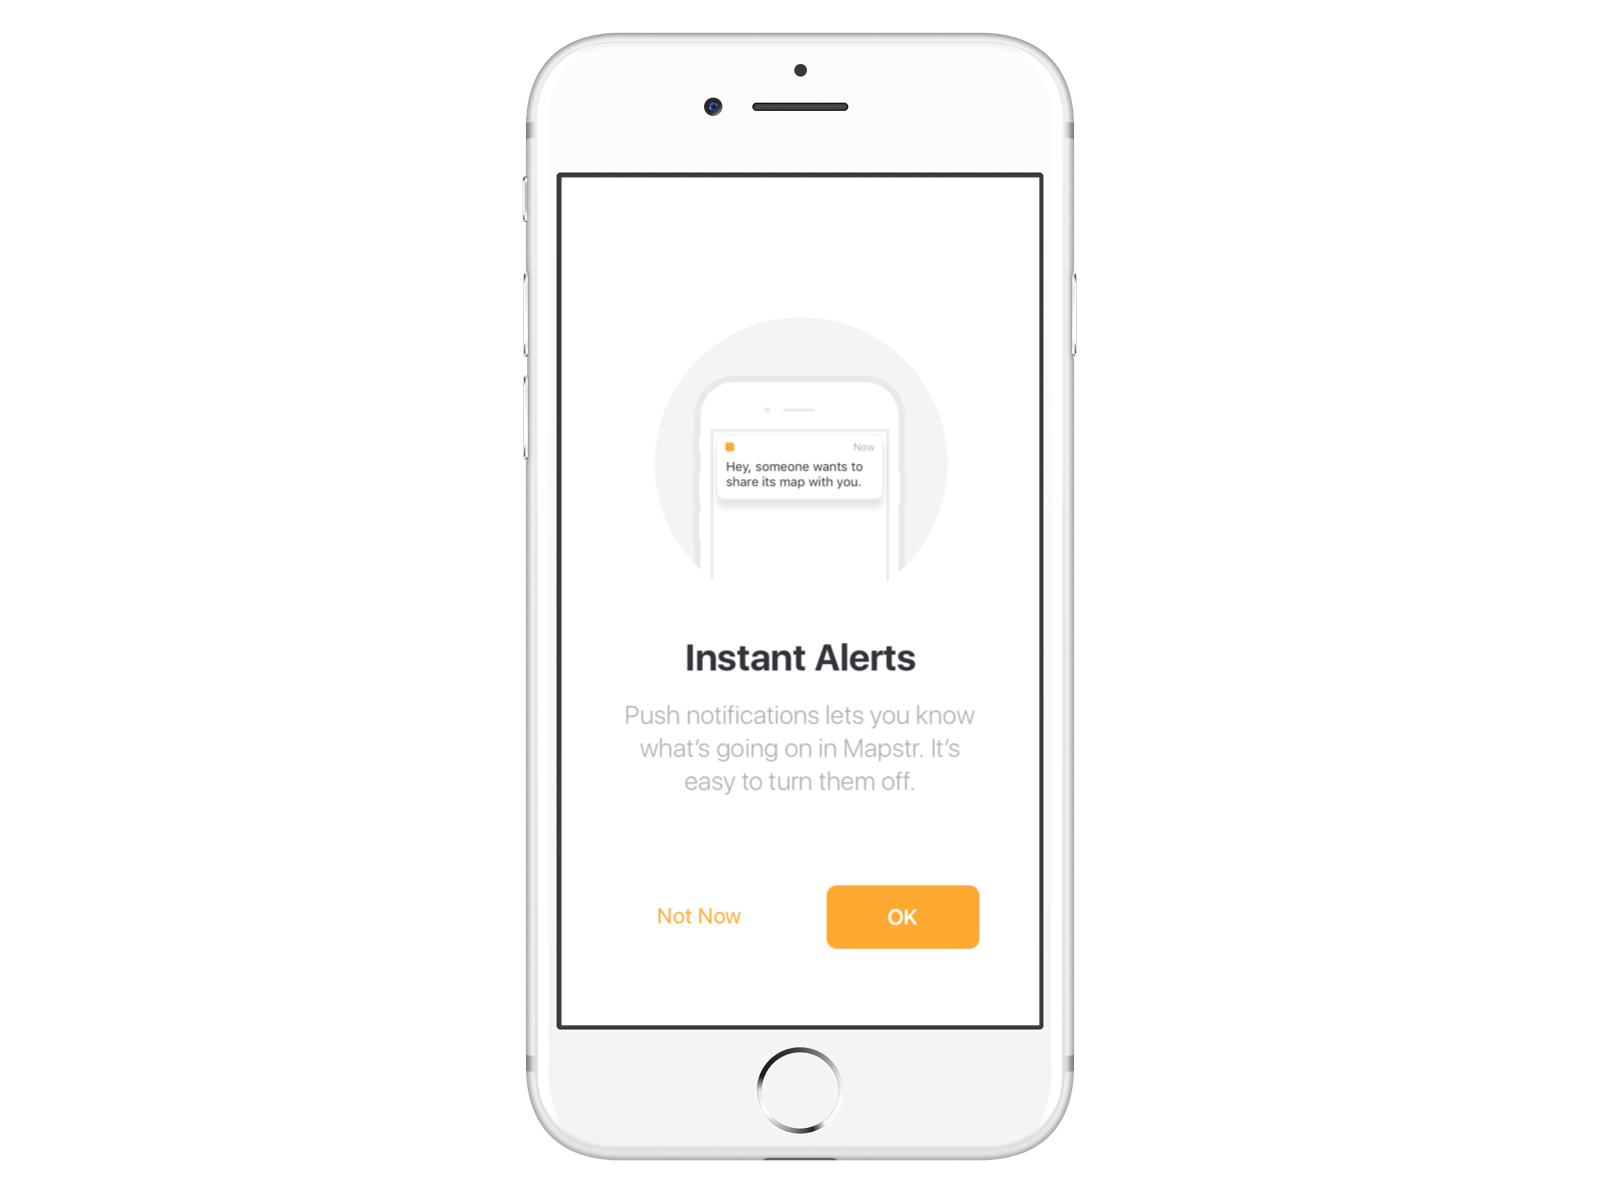 Now
Hey, someone wants to
share its map with you.
Instant Alerts
Push notifications lets you know
what's going on in Mapstr. It's
easy to turn them off.
Not Now
OK